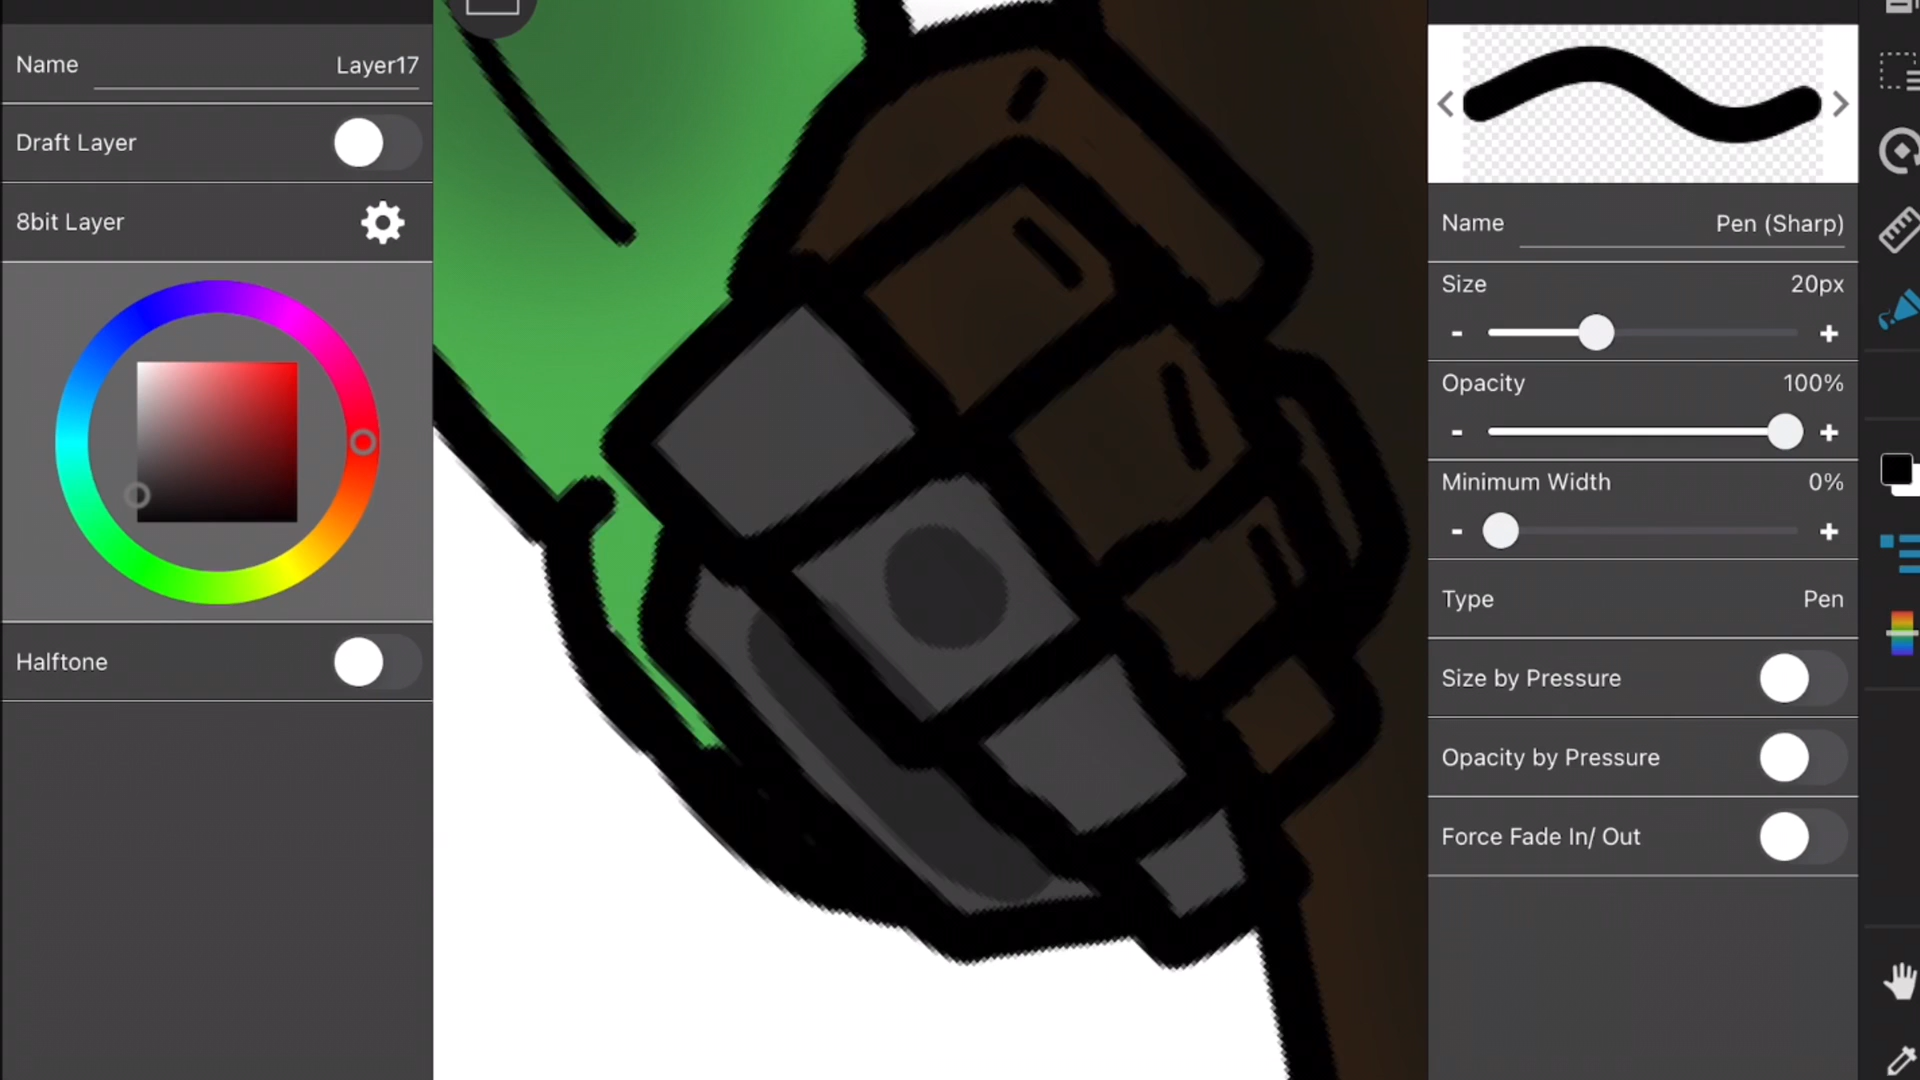 Name Layer17
Draft Layer
8bit Layer
Halftone
Name Pen (Sharp)
Size 20px
- +
Opacity 100%
- +
Minimum Width 0%
- +
Type Pen
Size by Pressure
Opacity by Pressure
Force Fade In/ Out